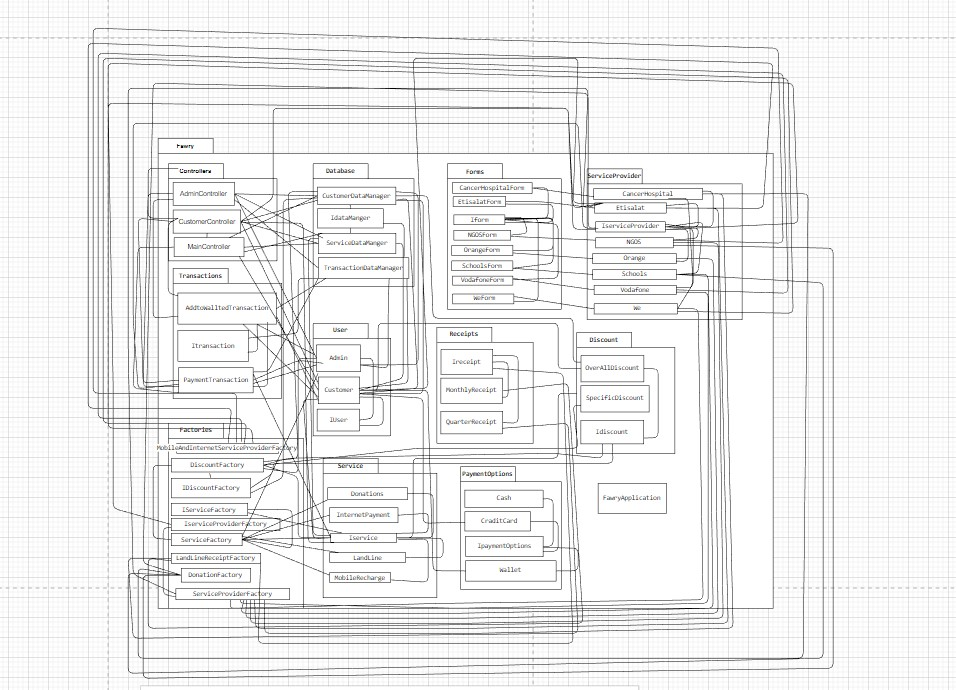 Fawry
Controllers
AdminController
CustomerController
MainController
Transactions
AddtoWalltedTransaction
Itransaction
PaymentTransaction
Factories
MobileAndInternetServiceProviderFactory
DiscountFactory
IDiscountFactory
IServiceFactory
IserviceProviderFactory
ServiceFactory
LandLineReceiptFactory
DonationFactory
ServiceProviderFactory
Database
CustomerDataManager
IdataManger
ServiceDataManger
TransactionDataManager
User
Admin
Customer
IUser
Service
Donations
InternetPayment
Iservice
LandLine
MobileRecharge
Forms
CancerHospitalForm
EtisalatForm
Iform
NGOSForm
OrangeForm
SchoolsForm
VodafoneForm
WeForm
Receipts
Ireceipt
MonthlyReceipt
QuarterReceipt
PaymentOptions
Cash
CraditCard
IpaymentOptions
Wallet
ServiceProvider
CancerHospital
Etisalat
IserviceProvider
NGOS
Orange
Schools
Vodafone
We
Discount
OverAllDiscount
SpecificDiscount
Idiscount
FawryApplication